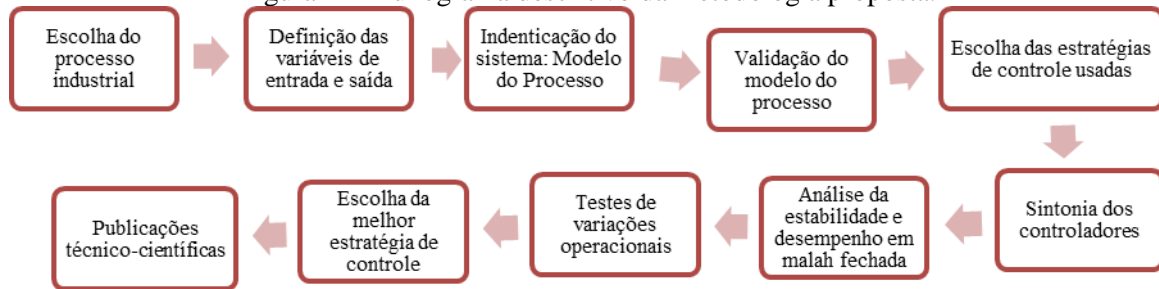 Escolha do
processo
industrial
Definição das
variáveis de
entrada e saída
Indenticação do
sistema: Modelo
do Processo
Validação do
modelo do
processo
Escolha das estratégias
de controle usadas
Sintonia dos
controladores
Análise da
estabilidade e
desempenho em
malah fechada
Testes de
variações
operacionais
Escolha da
melhor
estratégia de
controle
Publicações
técnico-científicas